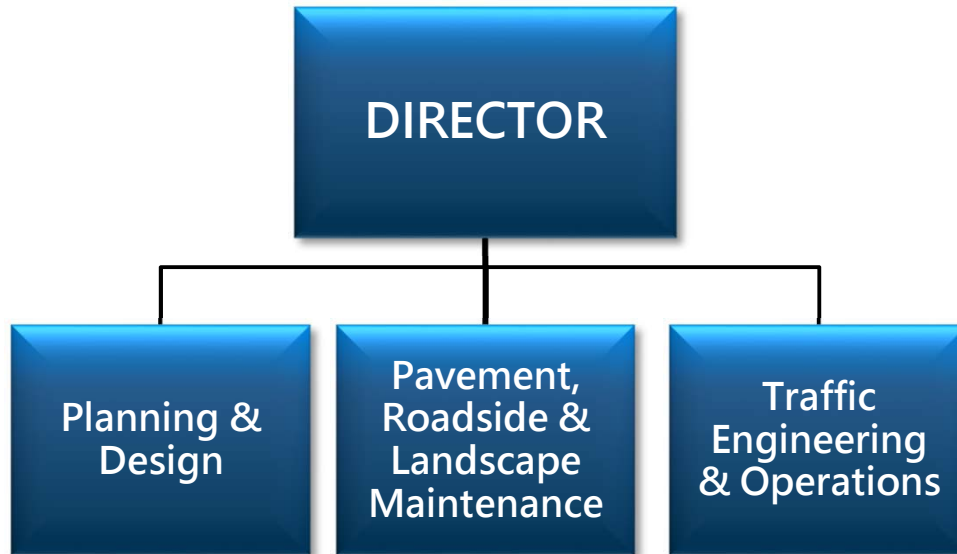 DIRECTOR
Planning &
Design
Pavement,
Roadside &
Landscape
Maintenance
Traffic
Engineering
& Operations